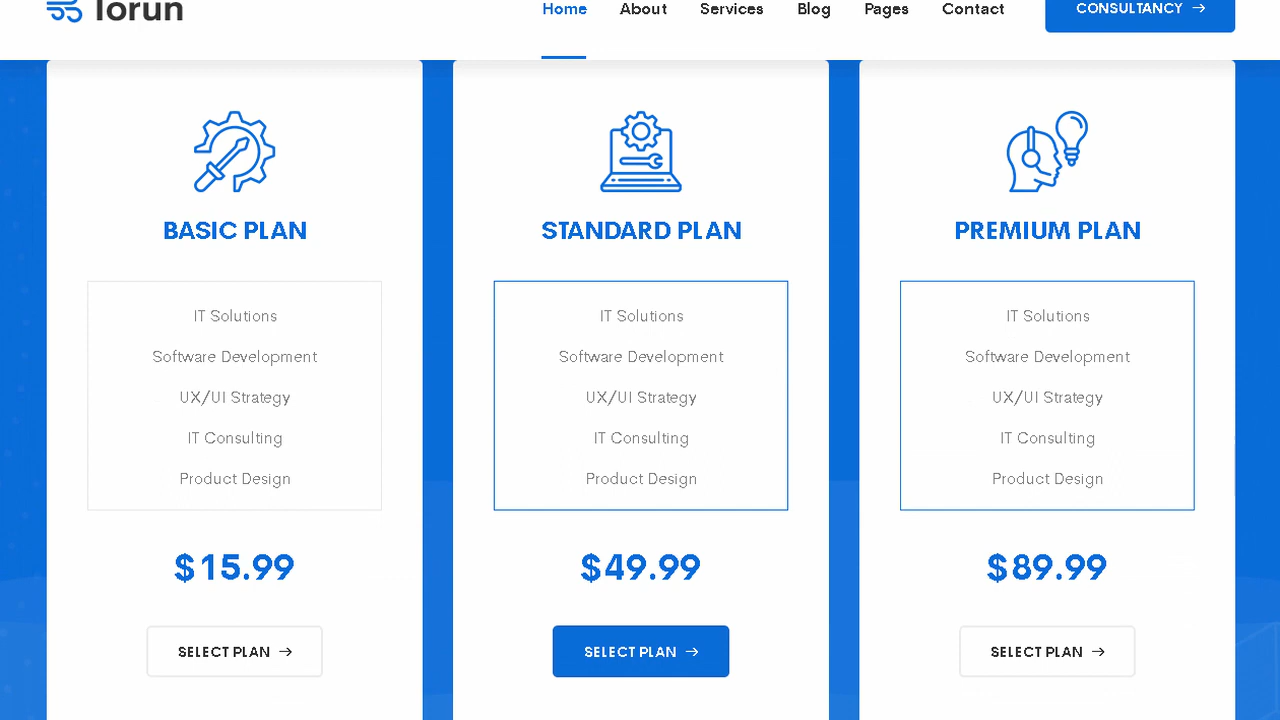 Torun
Home About Services Blog Pages Contact CONSULTANCY →
BASIC PLAN
IT Solutions
Software Development
UX/UI Strategy
IT Consulting
Product Design
$15.99
SELECT PLAN →
STANDARD PLAN
IT Solutions
Software Development
UX/UI Strategy
IT Consulting
Product Design
$49.99
SELECT PLAN →
PREMIUM PLAN
IT Solutions
Software Development
UX/UI Strategy
IT Consulting
Product Design
$89.99
SELECT PLAN →